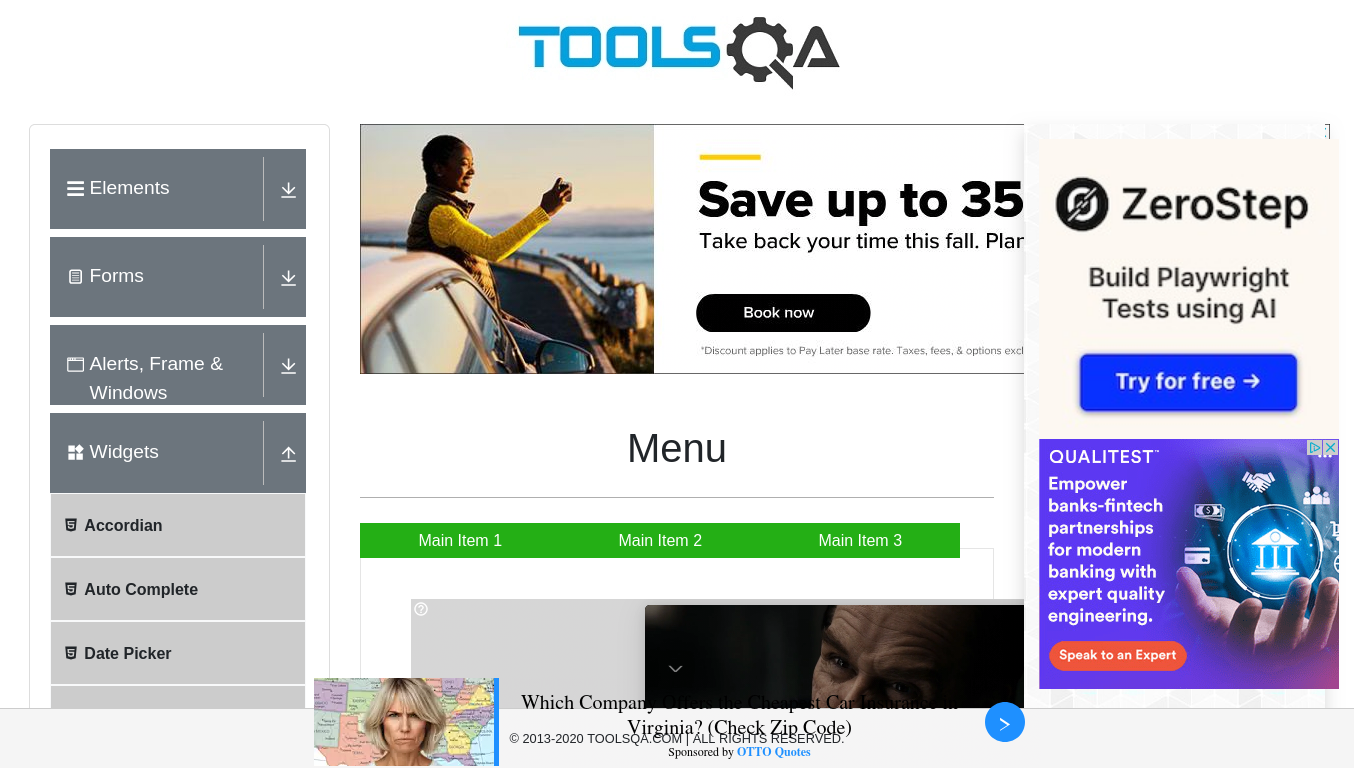 TOOLSQA
Elements
Forms
Alerts, Frame &
Windows
Widgets
Accordian
Auto Complete
Date Picker
Save up to 35
Take back your time this fall. Plan
Book now
*Discount applies to Pay Later base rate. Taxes, fees, & options excl
Menu
Main Item 1
Main Item 2
Main Item 3
ZeroStep
Build Playwright
Tests using AI
Try for free →
QUALITEST™
Empower
banks-fintech
partnerships
for modern
banking with
expert quality
engineering.
Speak to an Expert
Which Company Offers the Cheapest Car Insurance in
Virginia? (Check Zip Code)
© 2013-2020 TOOLSQA.COM | ALL RIGHTS RESERVED.
Sponsored by OTTO Quotes